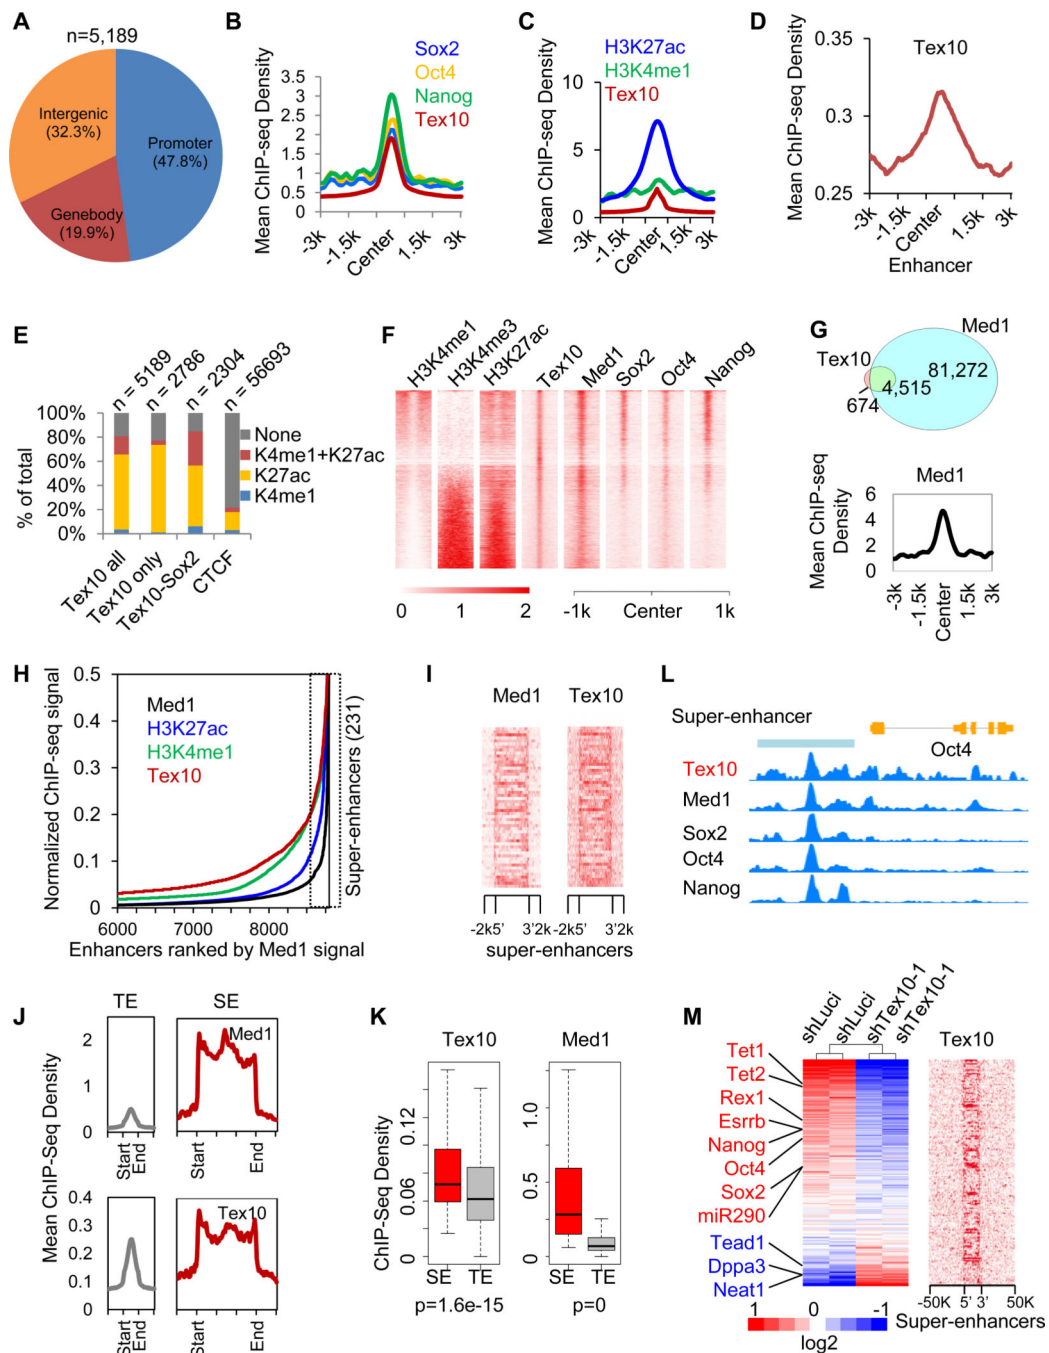 A
n=5,189
Intergenic
(32.3%)
Promoter
(47.8%)
Genebody
(19.9%)
B
Mean ChIP-seq Density
Sox2
Oct4
Nanog
Tex10
3.5
3
2.5
2
1.5
1
0.5
0
-3k
-1.5k
Center
1.5k
3k
C
Mean ChIP-seq Density
H3K27ac
H3K4me1
Tex10
10
5
0
-3k
-1.5k
Center
1.5k
3k
D
Mean ChIP-seq Density
Tex10
0.35
0.3
0.25
-3k
-1.5k
Center
1.5k
3k
Enhancer
E
n = 5189
n = 2786
n = 2304
n = 56693
% of total
100%
80%
60%
40%
20%
0%
None
K4me1+K27ac
K27ac
K4me1
Tex10 all
Tex10 only
Tex10-Sox2
CTCF
F
H3K4me1
H3K4me3
H3K27ac
Tex10
Med1
Sox2
Oct4
Nanog
0 1 2
-1k Center 1k
G
Med1
Tex10
81,272
4,515
674
Mean ChIP-seq
Density
Med1
6
4
2
0
-3k
-1.5k
Center
1.5k
3k
H
Normalized ChIP-seq signal
0.5
0.4
0.3
0.2
0.1
0
Med1
H3K27ac
H3K4me1
Tex10
Super-enhancers (231)
6000 7000 8000
Enhancers ranked by Med1 signal
I
Med1 Tex10
-2k5' 3'2k -2k5' 3'2k
super-enhancers
L
Super-enhancer
Oct4
Tex10
Med1
Sox2
Oct4
Nanog
J
TE SE
Mean ChIP-Seq Density
2
1
0
Med1
Start
End
Start
End
0.4
0.3
0.2
0.1
0
Tex10
Start
End
Start
End
K
Tex10 Med1
ChIP-Seq Density
0.12
0.06
0
1.0
0.5
0
SE TE SE TE
p=1.6e-15 p=0
M
shLuci
shLuci
shTex10-1
shTex10-1
Tex10
Tet1
Tet2
Rex1
Esrrb
Nanog
Oct4
Sox2
miR290
Tead1
Dppa3
Neat1
1 0 -1
log2
-50K 5' 3' 50K
Super-enhancers